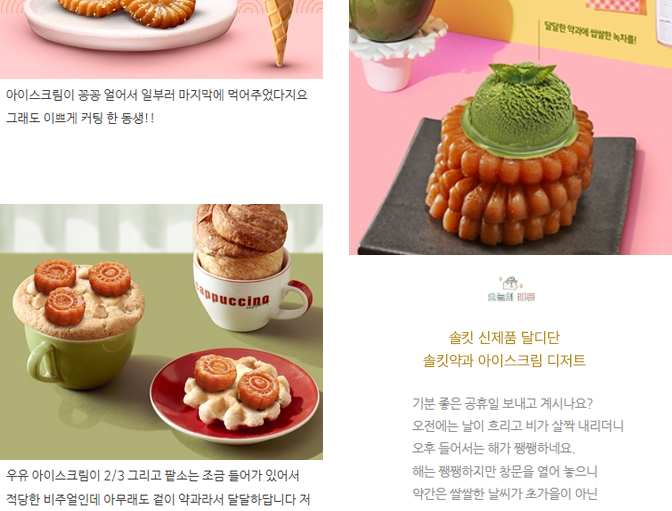 아이스크림이 꽁꽁 얼어서 일부러 마지막에 먹어주었다지요
그래도 이쁘게 커팅 한 동생!!
cappuccino
우유 아이스크림이 2/3 그리고 팥소는 조금 들어가 있어서
적당한 비주얼인데 아무래도 겉이 약과라서 달달하답니다 저
달달한 약과에 쌉쌀한 녹차를!
오늘의 리뷰
솔킷 신제품 달디단
솔킷약과 아이스크림 디저트
기분 좋은 공휴일 보내고 계시나요?
오전에는 날이 흐리고 비가 살짝 내리더니
오후 들어서는 해가 쨍쨍하네요.
해는 쨍쨍하지만 창문을 열어 놓으니
약간은 쌀쌀한 날씨가 초가을이 아닌